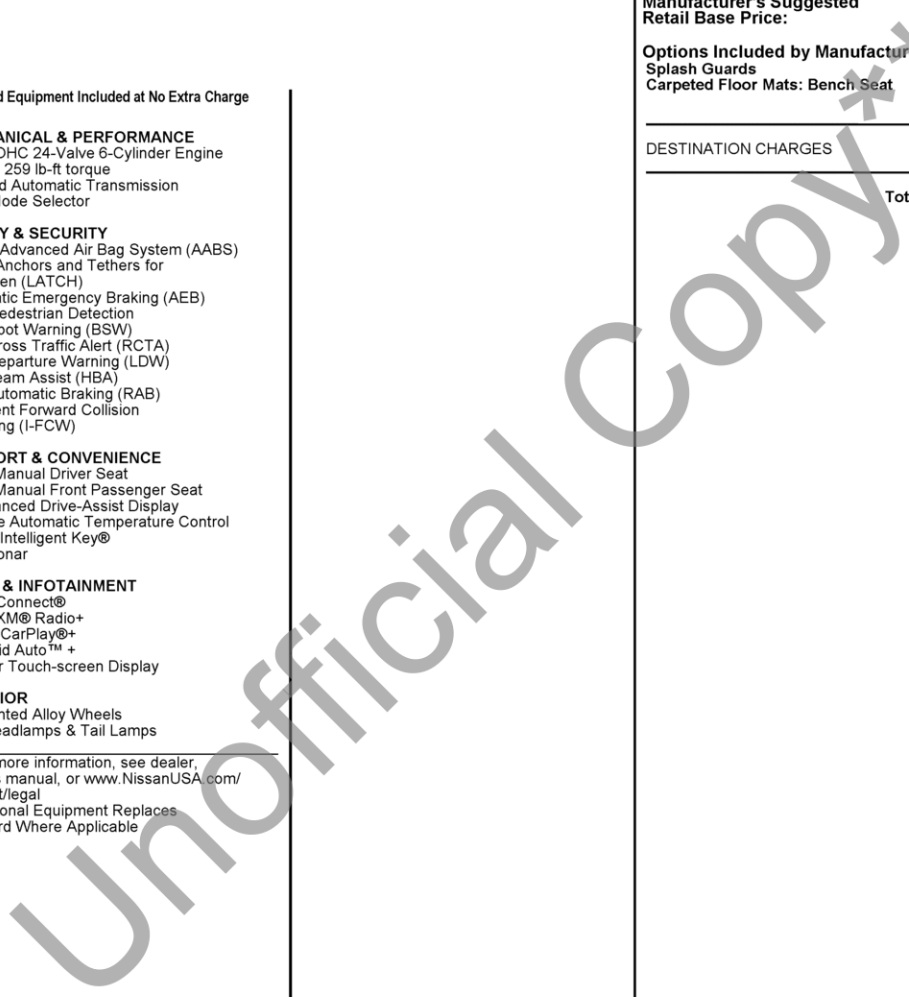 d Equipment Included at No Extra Charge
ANICAL & PERFORMANCE
OHC 24-Valve 6-Cylinder Engine
259 lb-ft torque
d Automatic Transmission
Mode Selector
Y & SECURITY
Advanced Air Bag System (AABS)
Anchors and Tethers for
en (LATCH)
tic Emergency Braking (AEB)
edestrian Detection
pot Warning (BSW)
ross Traffic Alert (RCTA)
eparture Warning (LDW)
eam Assist (HBA)
utomatic Braking (RAB)
ent Forward Collision
ng (I-FCW)
ORT & CONVENIENCE
Manual Driver Seat
Manual Front Passenger Seat
anced Drive-Assist Display
e Automatic Temperature Control
Intelligent Key®
onar
& INFOTAINMENT
Connect®
XM® Radio+
CarPlay®+
id Auto™ +
r Touch-screen Display
IOR
nted Alloy Wheels
eadlamps & Tail Lamps
more information, see dealer,
s manual, or www.NissanUSA.com/
t/legal
onal Equipment Replaces
rd Where Applicable
Manufacturer's Suggested
Retail Base Price:
Options Included by Manufactur
Splash Guards
Carpeted Floor Mats: Bench Seat
DESTINATION CHARGES
Tot
Unofficial Copy**